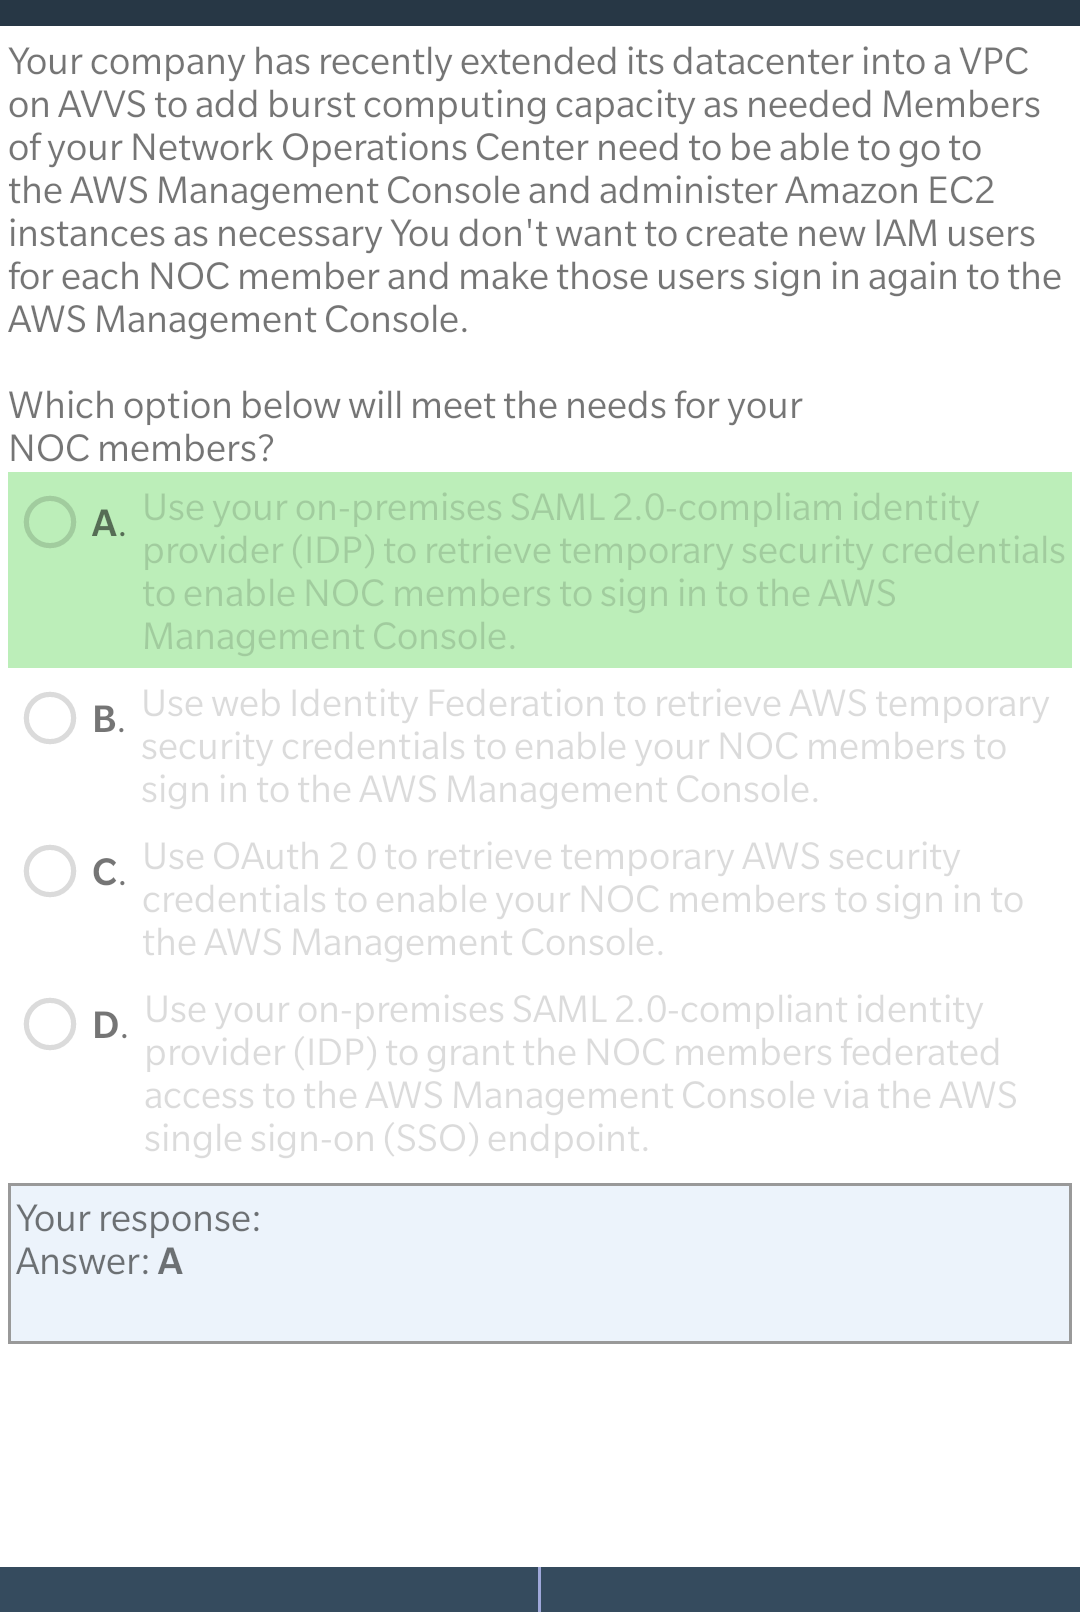 Your company has recently extended its datacenter into a VPC
on AVVS to add burst computing capacity as needed Members
of your Network Operations Center need to be able to go to
the AWS Management Console and administer Amazon EC2
instances as necessary You don't want to create new IAM users
for each NOC member and make those users sign in again to the
AWS Management Console.
Which option below will meet the needs for your
NOC members?
A. Use your on-premises SAML 2.0-compliam identity
provider (IDP) to retrieve temporary security credentials
to enable NOC members to sign in to the AWS
Management Console.
B. Use web Identity Federation to retrieve AWS temporary
security credentials to enable your NOC members to
sign in to the AWS Management Console.
C. Use OAuth 2 0 to retrieve temporary AWS security
credentials to enable your NOC members to sign in to
the AWS Management Console.
D. Use your on-premises SAML 2.0-compliant identity
provider (IDP) to grant the NOC members federated
access to the AWS Management Console via the AWS
single sign-on (SSO) endpoint.
Your response:
Answer: A